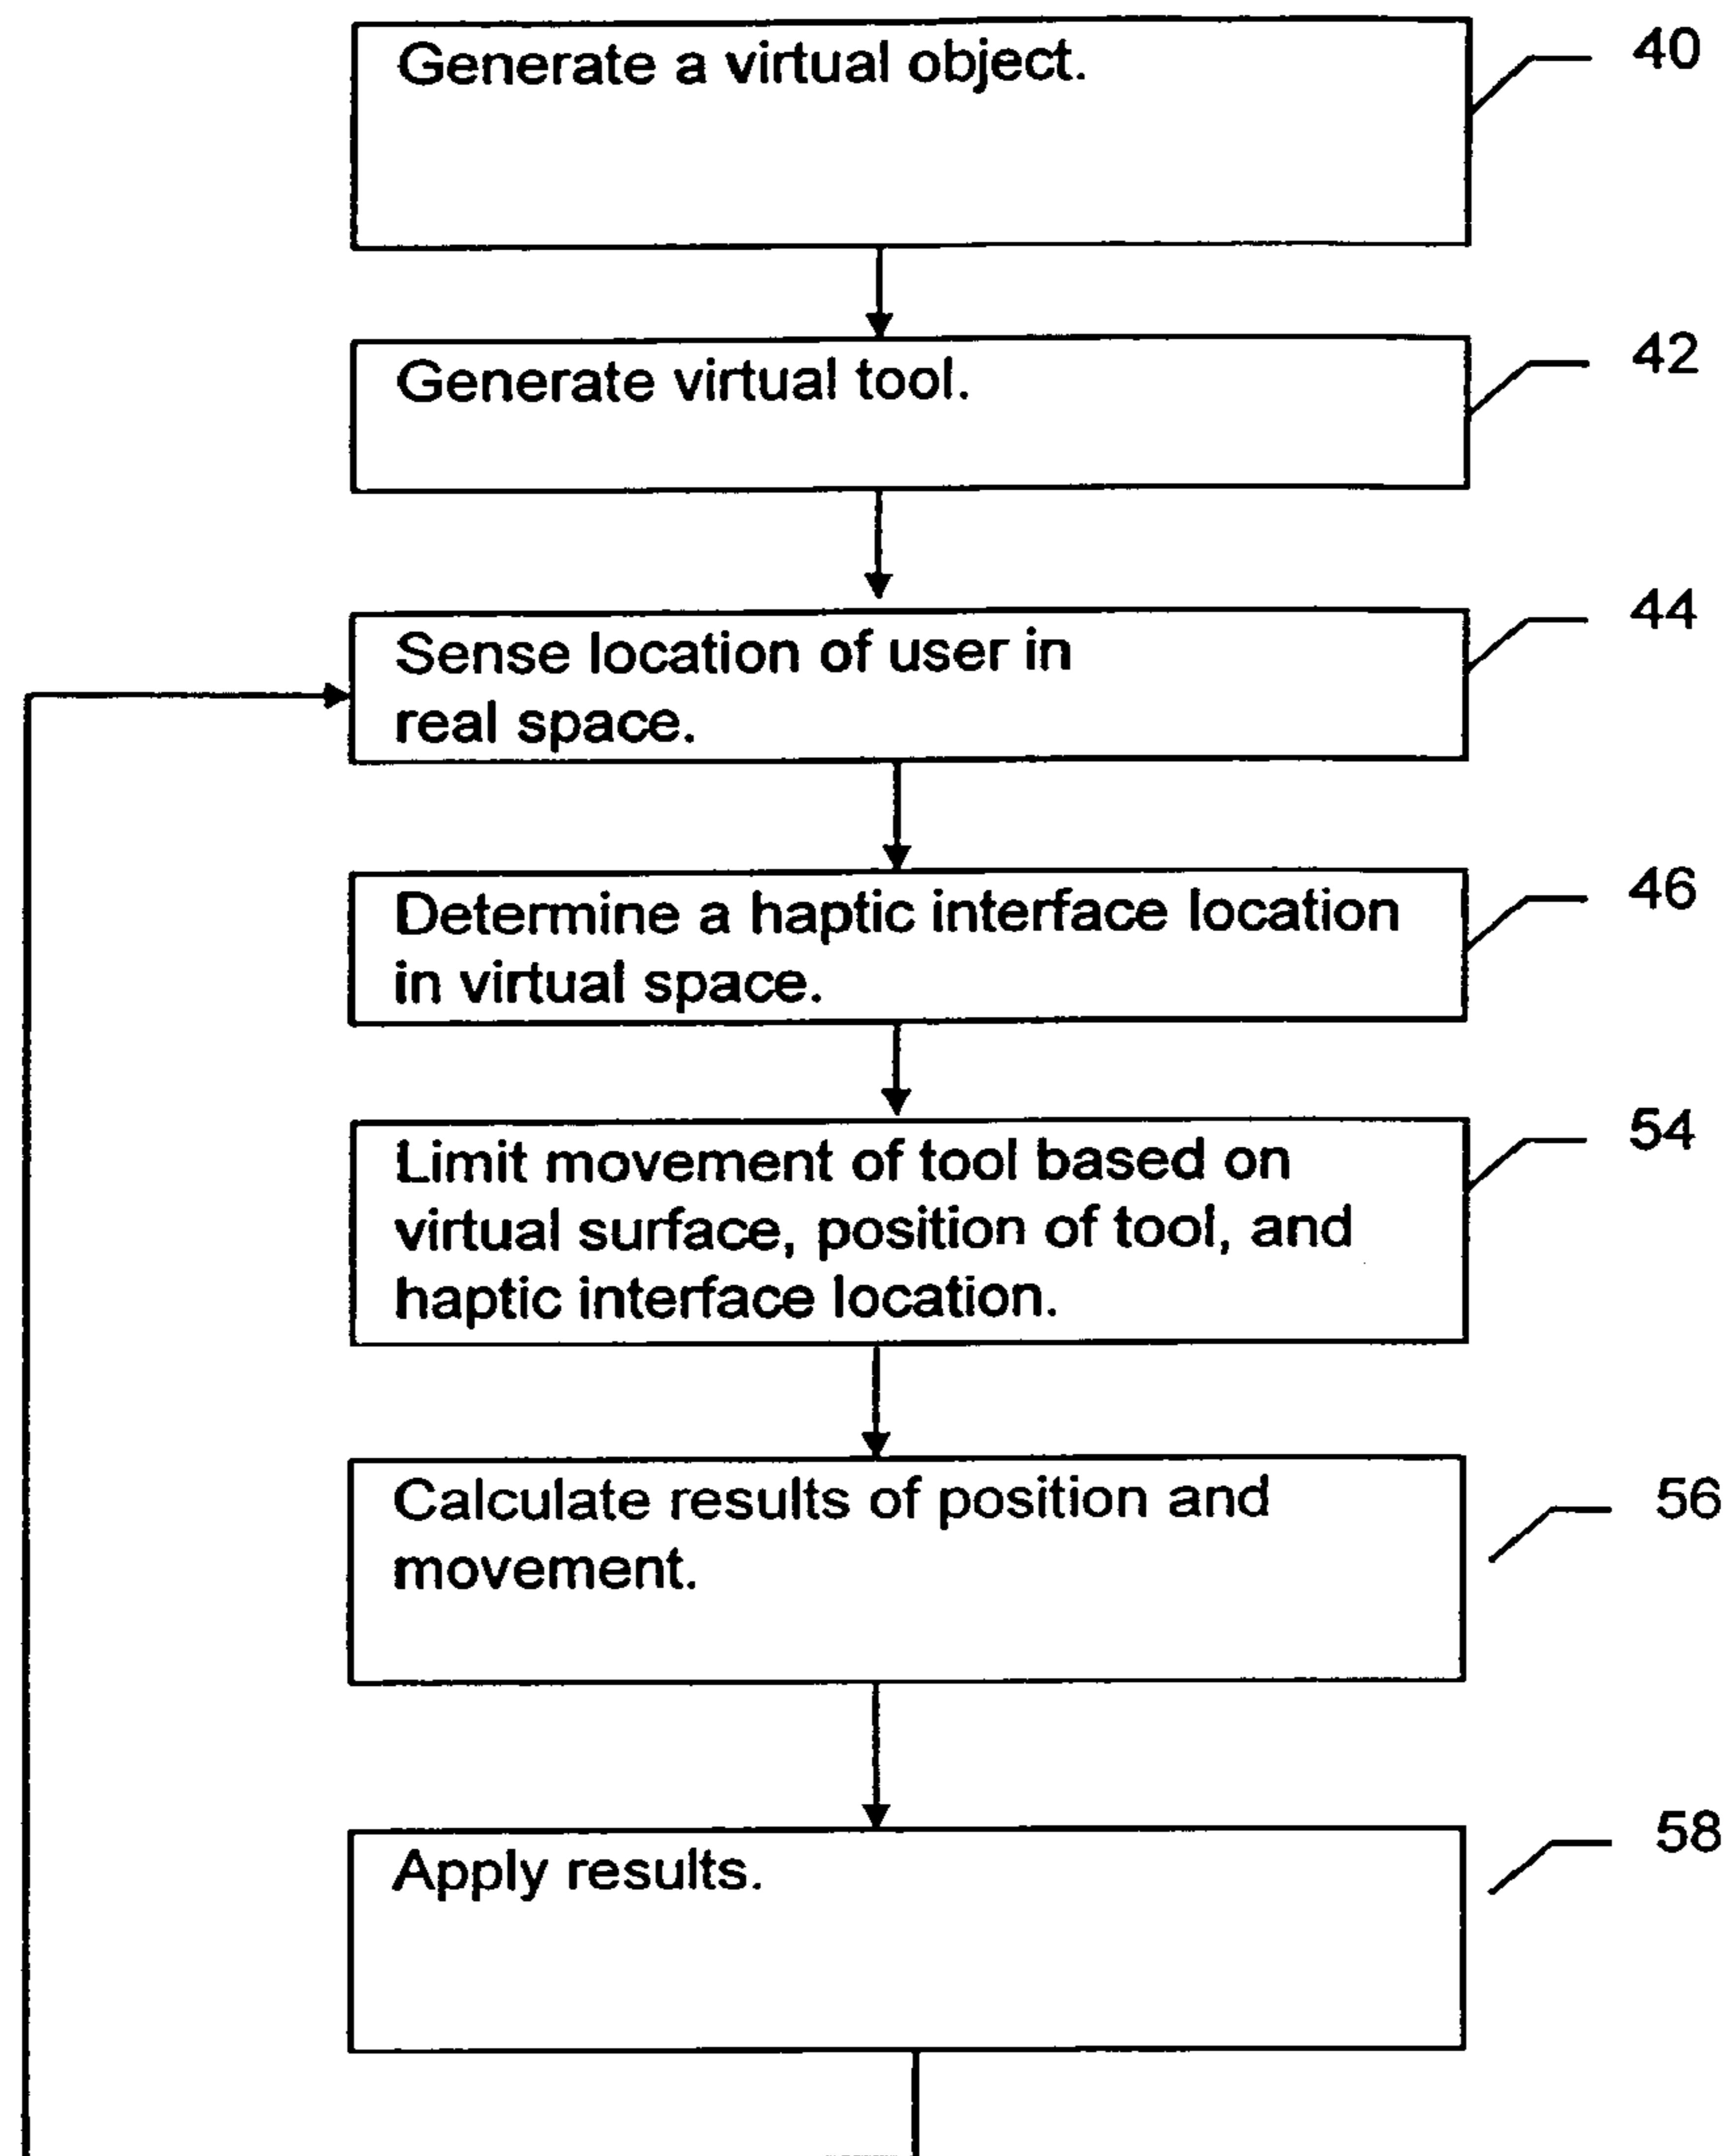 Generate a virtual object.
40
Generate virtual tool.
42
Sense location of user in
real space.
44
Determine a haptic interface location
in virtual space.
46
Limit movement of tool based on
virtual surface, position of tool, and
haptic interface location.
54
Calculate results of position and
movement.
56
Apply results.
58